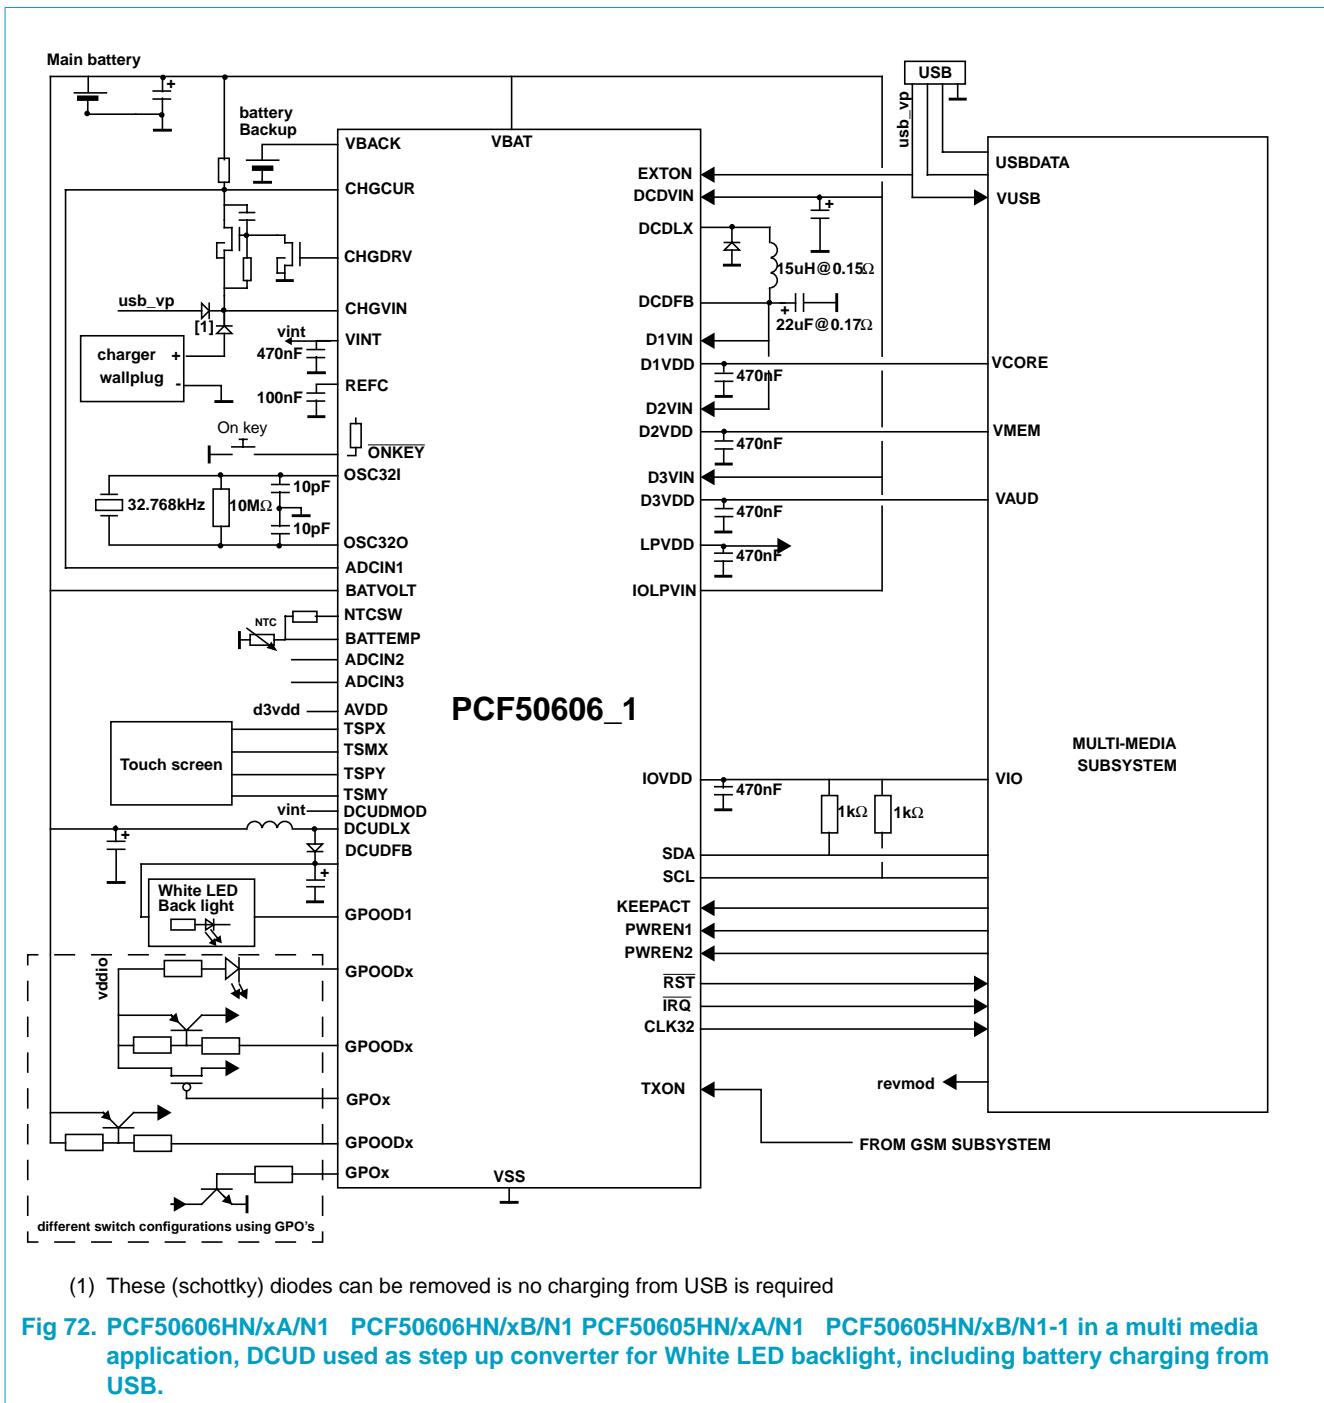 Main battery
USB
usb_vp
battery
Backup
VBAT
VBACK
CHGCUR
CHGDRV
usb_vp
[1]
CHGVIN
vint
VINT
470nF
charger +
wallplug -
REFC
100nF
On key
ONKEY
OSC32I
10pF
32.768kHz
10MΩ
10pF
OSC32O
ADCIN1
BATVOLT
NTCSW
NTC
BATTEMP
ADCIN2
ADCIN3
d3vdd
AVDD
TSPX
TSMX
Touch screen
TSPY
TSMY
vint
DCUDMOD
DCUDLX
+
DCUDFB
+
White LED
Back light
GPOOD1
vddio
GPOODx
GPOODx
GPOx
GPOODx
GPOx
different switch configurations using GPO's
PCF50606_1
VSS
EXTON
DCDVIN
+
DCDLX
15uH@0.15Ω
DCDFB
+
22uF@0.17Ω
D1VIN
D1VDD
470nF
D2VIN
D2VDD
470nF
D3VIN
D3VDD
470nF
LPVDD
470nF
IOLPVIN
IOVDD
470nF
1kΩ
1kΩ
SDA
SCL
KEEPACT
PWREN1
PWREN2
RST
IRQ
CLK32
TXON
revmod
FROM GSM SUBSYSTEM
USBDATA
VUSB
VCORE
VMEM
VAUD
MULTI-MEDIA
SUBSYSTEM
VIO
+
(1) These (schottky) diodes can be removed is no charging from USB is required
Fig 72. PCF50606HN/xA/N1 PCF50606HN/xB/N1 PCF50605HN/xA/N1 PCF50605HN/xB/N1-1 in a multi media
application, DCUD used as step up converter for White LED backlight, including battery charging from
USB.